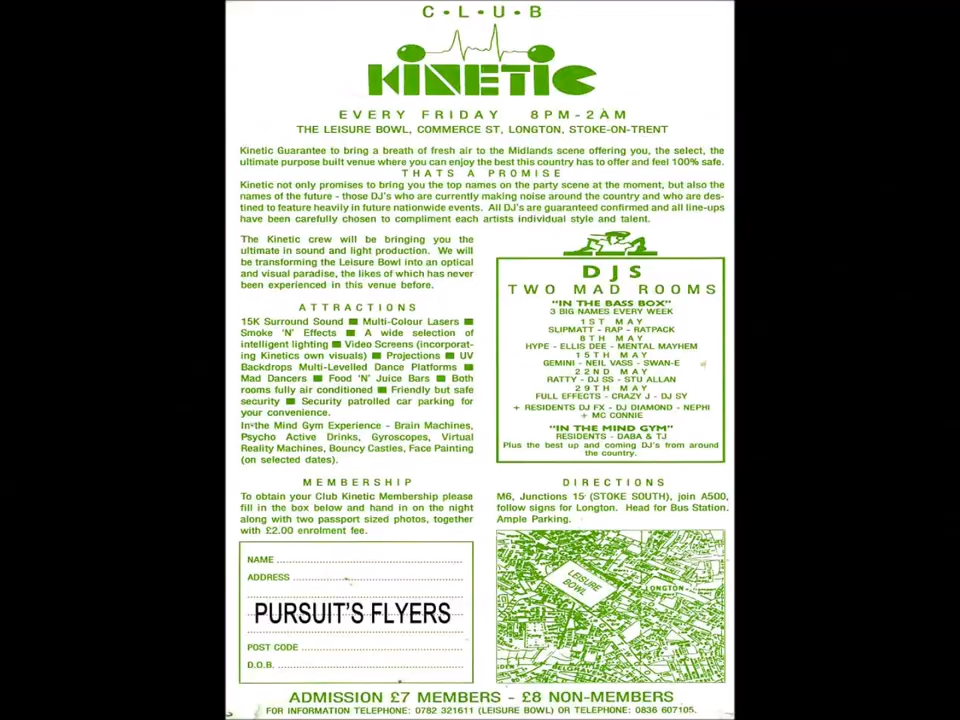 C • L • U • B
KINETIC
EVERY FRIDAY 8PM-2AM
THE LEISURE BOWL, COMMERCE ST, LONGTON, STOKE-ON-TRENT
Kinetic Guarantee to bring a breath of fresh air to the Midlands scene offering you, the select, the
ultimate purpose built venue where you can enjoy the best this country has to offer and feel 100% safe.
THATS A PROMISE
Kinetic not only promises to bring you the top names on the party scene at the moment, but also the
names of the future - those DJ's who are currently making noise around the country and who are des-
tined to feature heavily in future nationwide events. All DJ's are guaranteed confirmed and all line-ups
have been carefully chosen to compliment each artists individual style and talent.
The Kinetic crew will be bringing you the
ultimate in sound and light production. We will
be transforming the Leisure Bowl into an optical
and visual paradise, the likes of which has never
been experienced in this venue before.
ATTRACTIONS
15K Surround Sound ■ Multi-Colour Lasers ■
Smoke 'N' Effects ■ A wide selection of
intelligent lighting ■ Video Screens (incorporat-
ing Kinetics own visuals) ■ Projections ■ UV
Backdrops Multi-Levelled Dance Platforms ■
Mad Dancers ■ Food 'N' Juice Bars ■ Both
rooms fully air conditioned ■ Friendly but safe
security ■ Security patrolled car parking for
your convenience.
In the Mind Gym Experience - Brain Machines,
Psycho Active Drinks, Gyroscopes, Virtual
Reality Machines, Bouncy Castles, Face Painting
(on selected dates).
DJS
TWO MAD ROOMS
"IN THE BASS BOX"
3 BIG NAMES EVERY WEEK
1ST MAY
SLIPMATT - RAP - RATPACK
8TH MAY
HYPE - ELLIS DEE - MENTAL MAYHEM
15TH MAY
GEMINI - NEIL VASS - SWAN-E
22ND MAY
RATTY - DJ SS - STU ALLAN
29TH MAY
FULL EFFECTS - CRAZY J - DJ SY
+ RESIDENTS DJ FX - DJ DIAMOND - NEPHI
+ MC CONNIE
"IN THE MIND GYM"
RESIDENTS - DABA & TJ
Plus the best up and coming DJ's from around
the country.
MEMBERSHIP
To obtain your Club Kinetic Membership please
fill in the box below and hand in on the night
along with two passport sized photos, together
with £2.00 enrolment fee.
NAME
ADDRESS
PURSUIT'S FLYERS
POST CODE
D.O.B.
DIRECTIONS
M6, Junctions 15 (STOKE SOUTH), join A500,
follow signs for Longton. Head for Bus Station.
Ample Parking.
LEISURE
BOWL
LONGTON
ADMISSION £7 MEMBERS - £8 NON-MEMBERS
FOR INFORMATION TELEPHONE: 0782 321611 (LEISURE BOWL) OR TELEPHONE: 0836 607105.